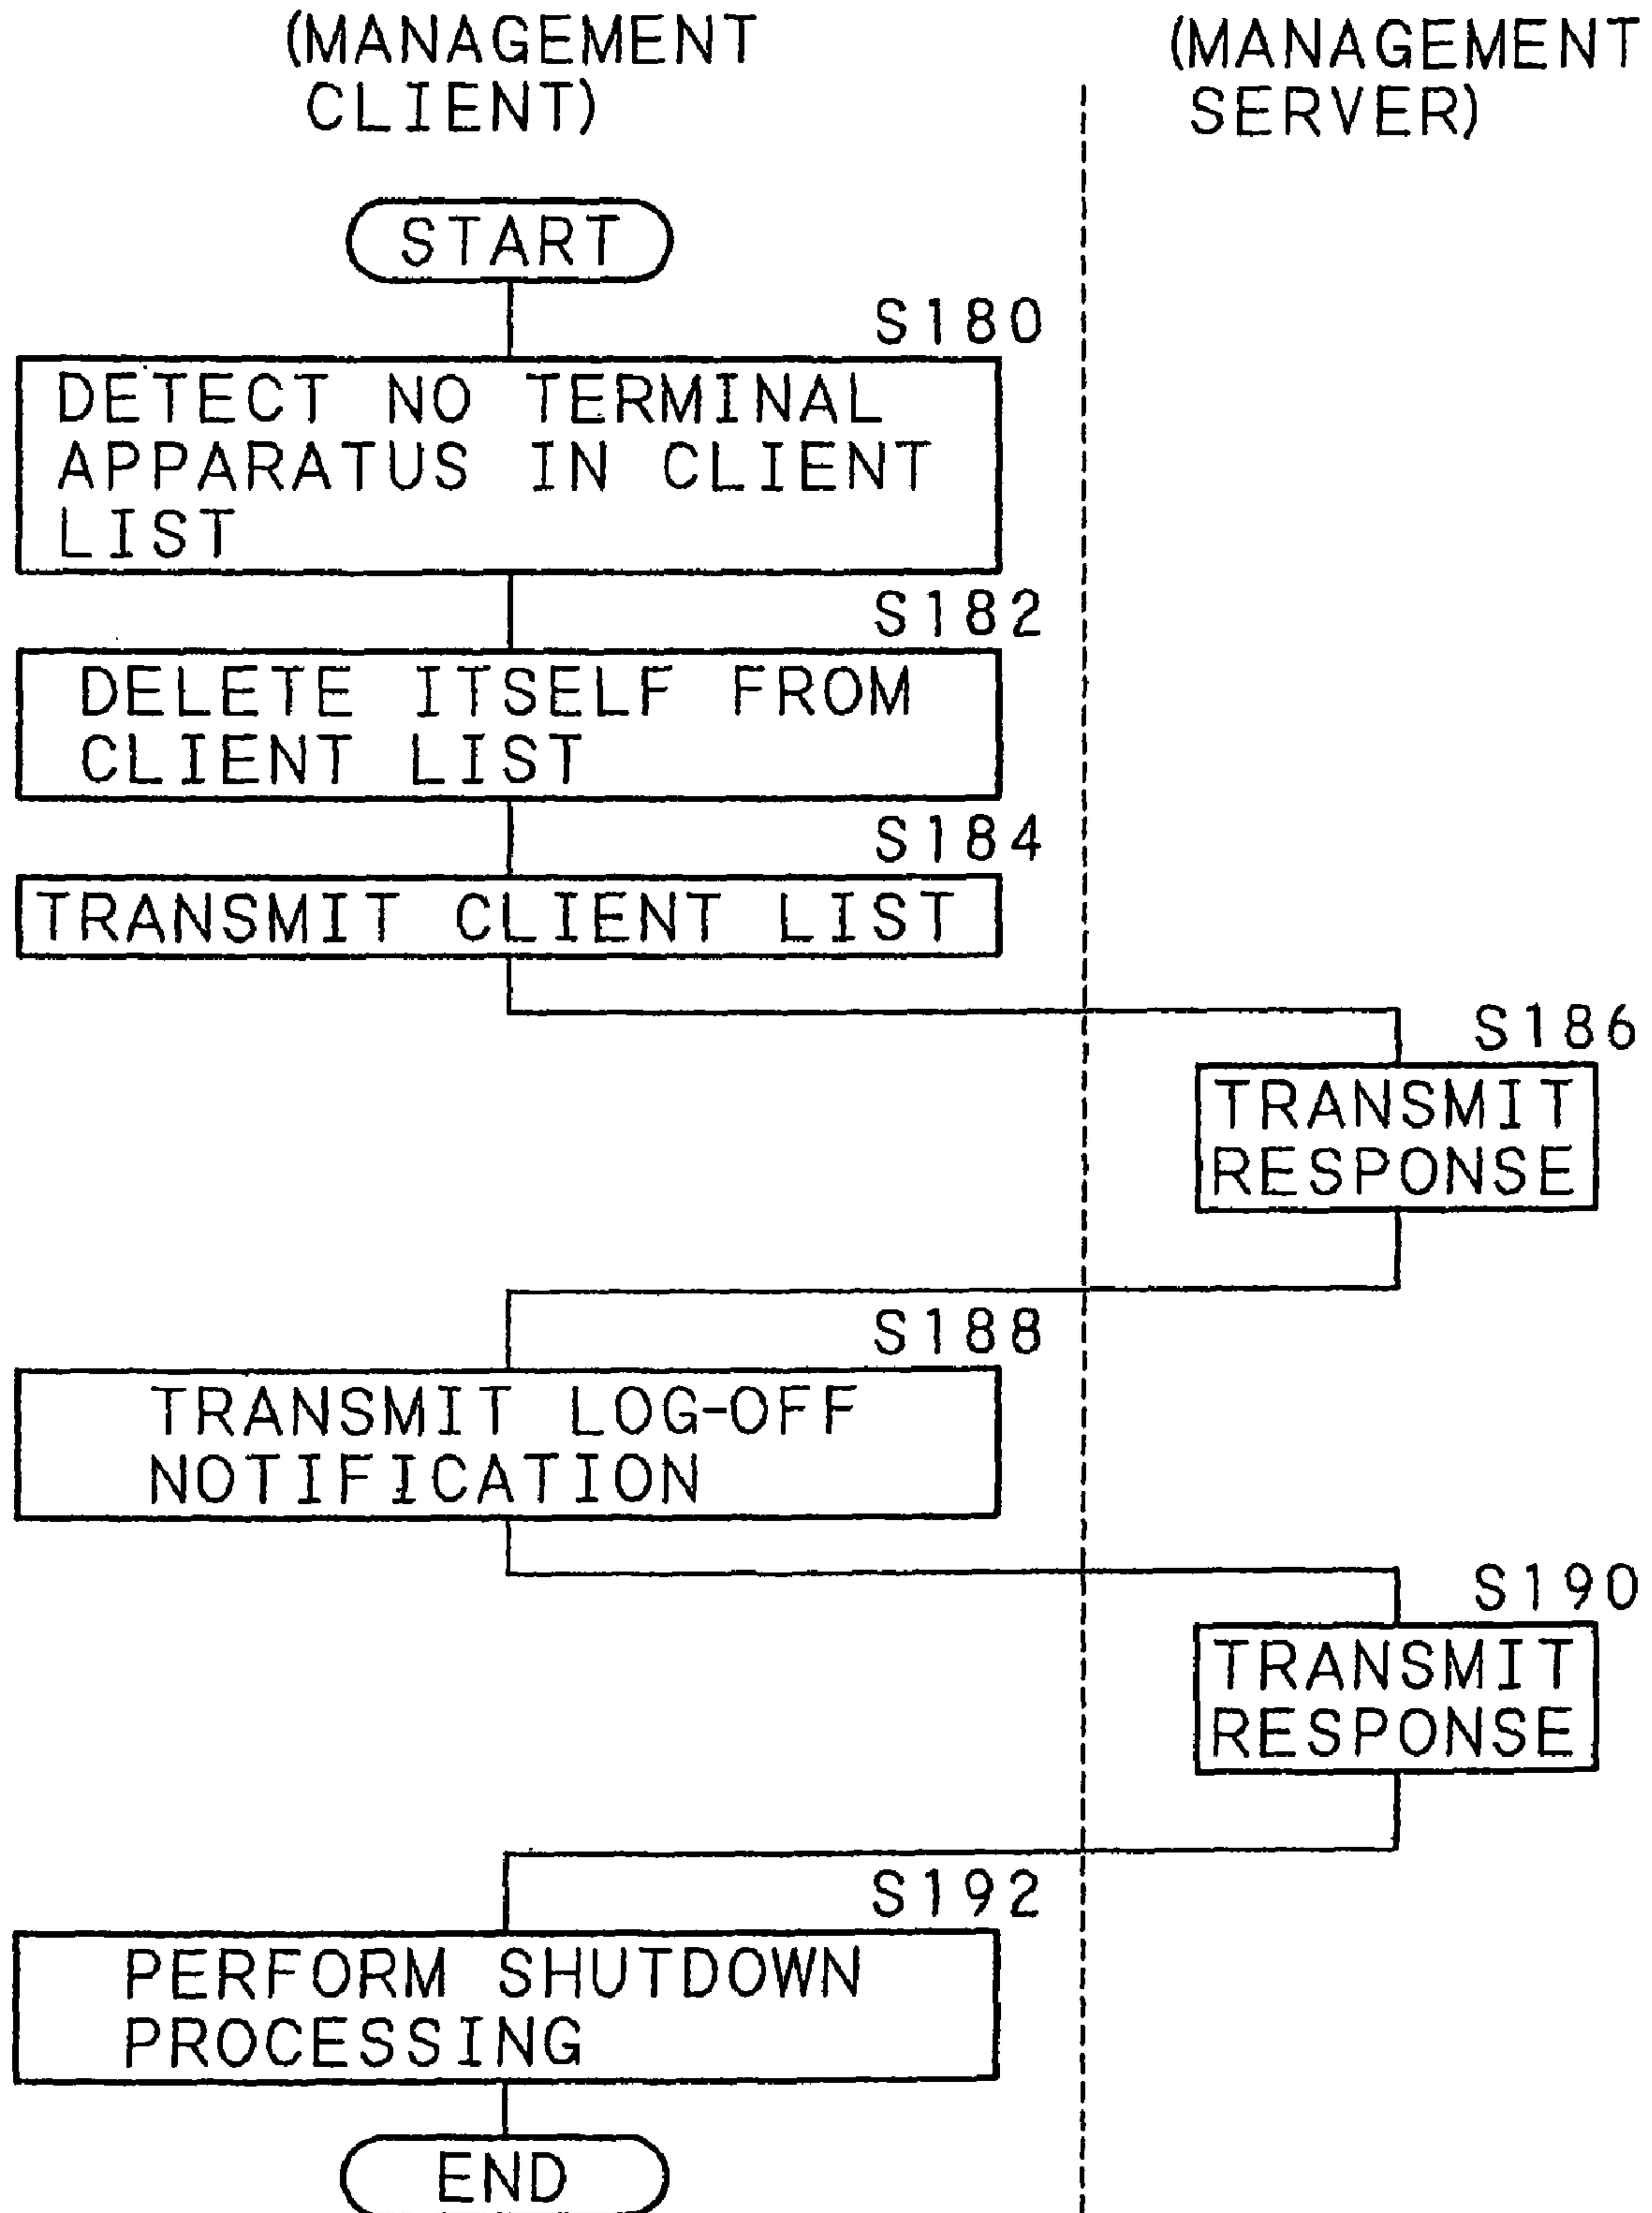 (MANAGEMENT
CLIENT)
(MANAGEMENT
SERVER)
START
S180
DETECT NO TERMINAL
APPARATUS IN CLIENT
LIST
S182
DELETE ITSELF FROM
CLIENT LIST
S184
TRANSMIT CLIENT LIST
S186
TRANSMIT
RESPONSE
S188
TRANSMIT LOG-OFF
NOTIFICATION
S190
TRANSMIT
RESPONSE
S192
PERFORM SHUTDOWN
PROCESSING
END